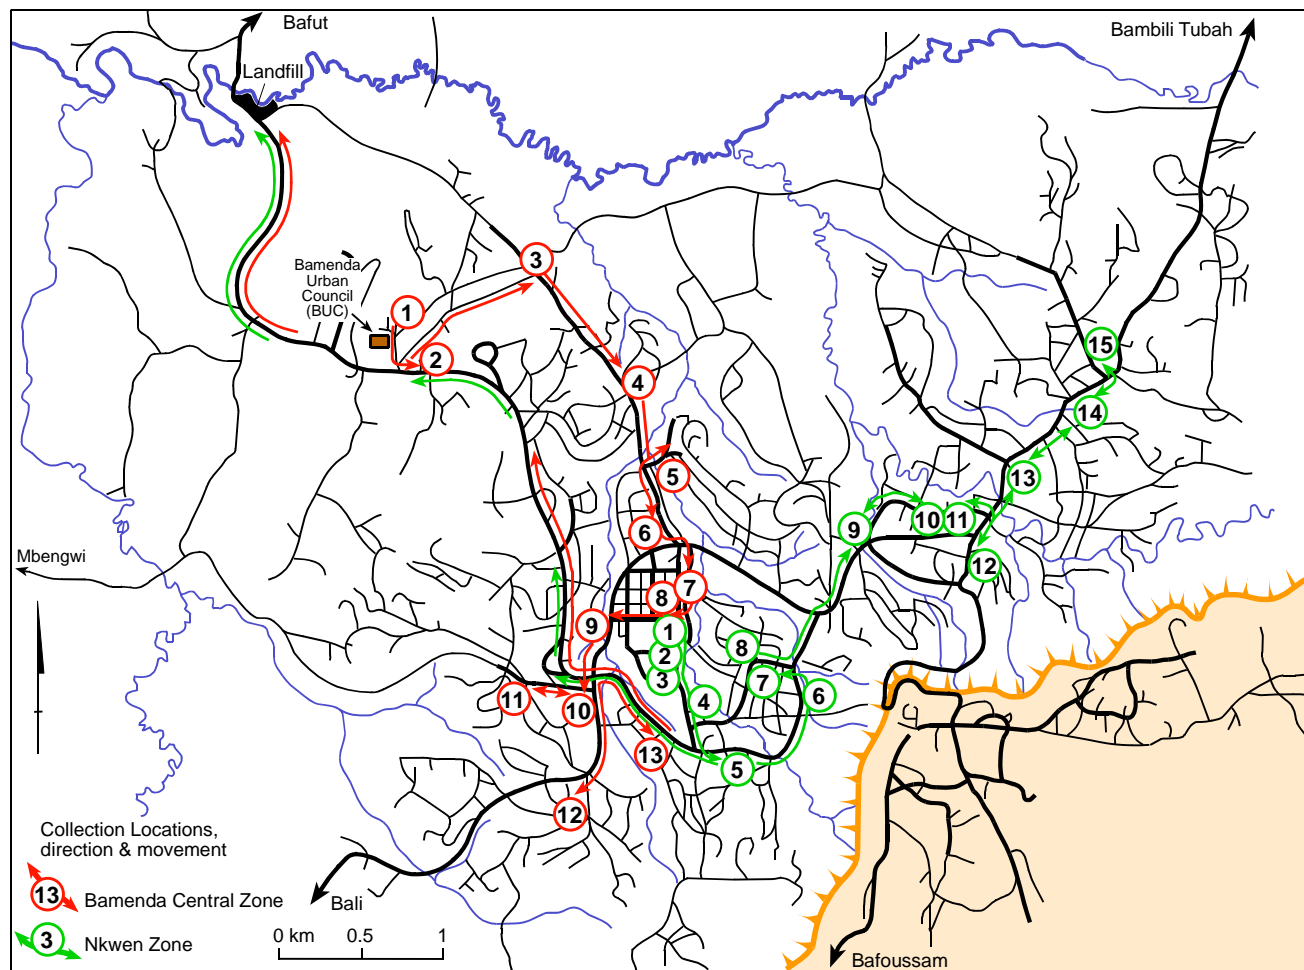 Bafut
Bambili Tubah
Landfill
Bamenda
Urban
Council
(BUC)
1
2
3
4
5
6
7
8
9
10
11
12
13
1
2
3
4
5
6
7
8
9
10
11
12
13
14
15
Mbengwi
Collection Locations,
direction & movement
13 Bamenda Central Zone
3 Nkwen Zone
Bali
0 km 0.5 1
Bafoussam